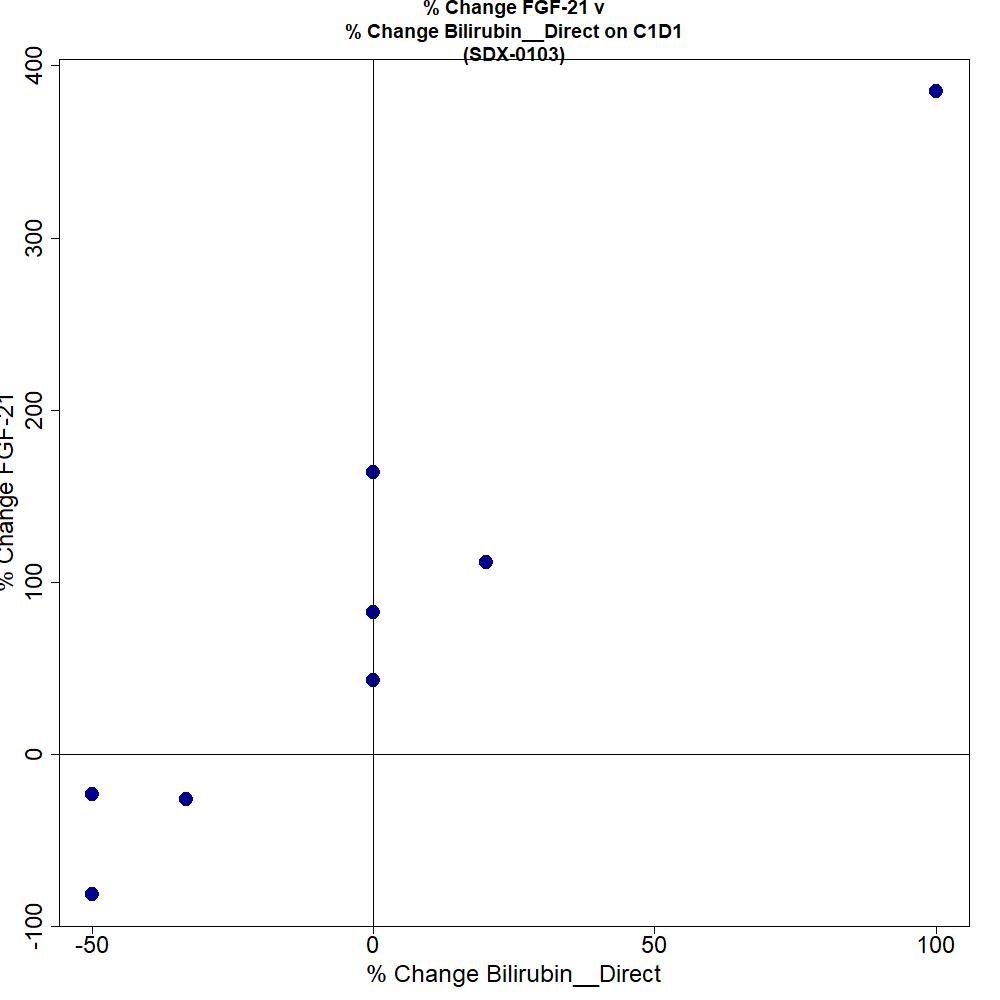 % Change FGF-21 v
% Change Bilirubin__Direct on C1D1
(SDX-0103)
400
300
200
100
0
-100
% Change FGF-21
-50
0
50
100
% Change Bilirubin__Direct